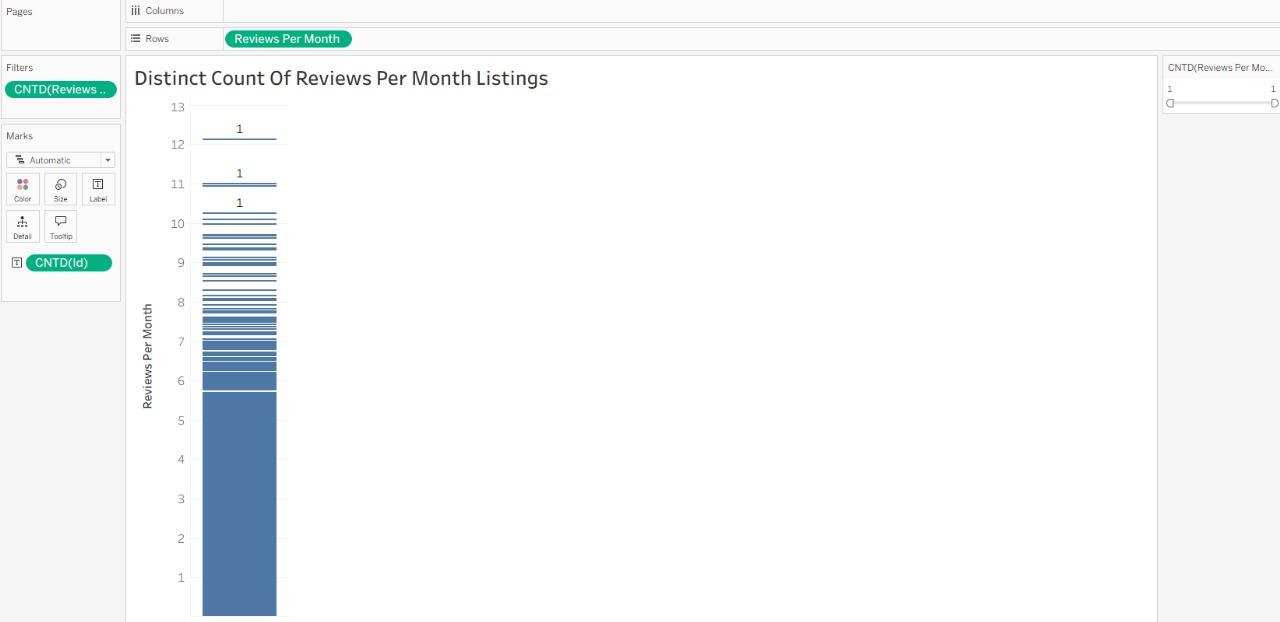 Pages
Columns
Rows
Reviews Per Month
Filters
CNTD(Reviews ..
Marks
Automatic
Color
Size
Label
Detail
Tooltip
CNTD(Id)
Distinct Count Of Reviews Per Month Listings
Reviews Per Month
13
12
11
10
9
8
7
6
5
4
3
2
1
1
1
1
CNTD(Reviews Per Mo...
1 1